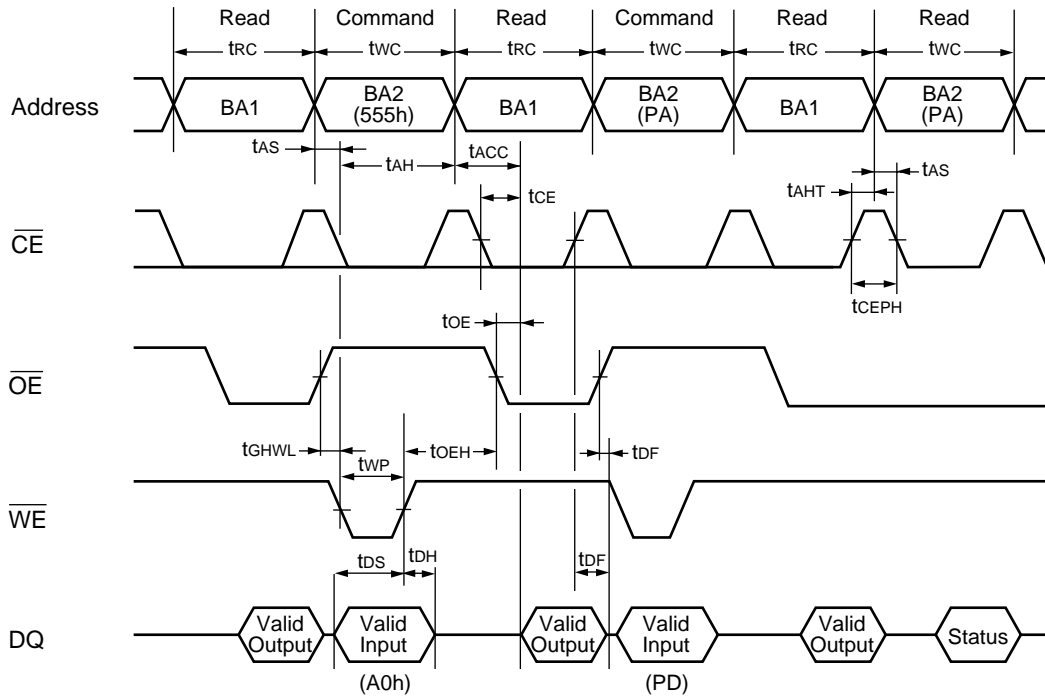 Read Command Read Command Read Read
tRC tWC tRC tWC tRC tWC
Address
BA1 BA2 BA1 BA2 BA1 BA2
(555h) (PA) (PA)
tAS tAH tACC tAS
tAHT
tCE
CE
tCEPH
tOE
OE
tGHWL tWP tOEH tDF
WE
tDS tDH tDF
DQ
Valid Valid Valid Valid Valid Status
Output Input Output Input Output
(A0h) (PD)